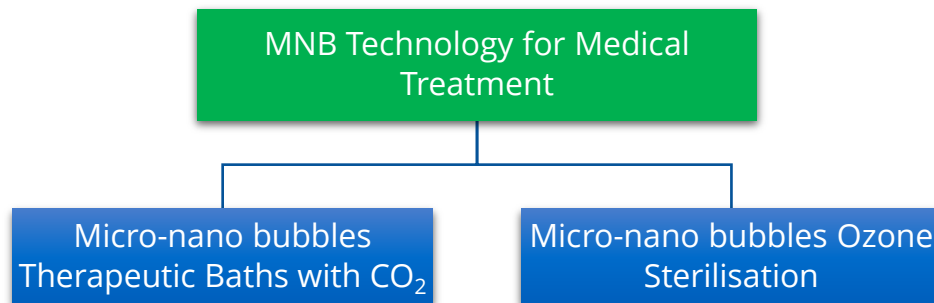 MNB Technology for Medical
Treatment
Micro-nano bubbles
Therapeutic Baths with CO₂
Micro-nano bubbles Ozone
Sterilisation